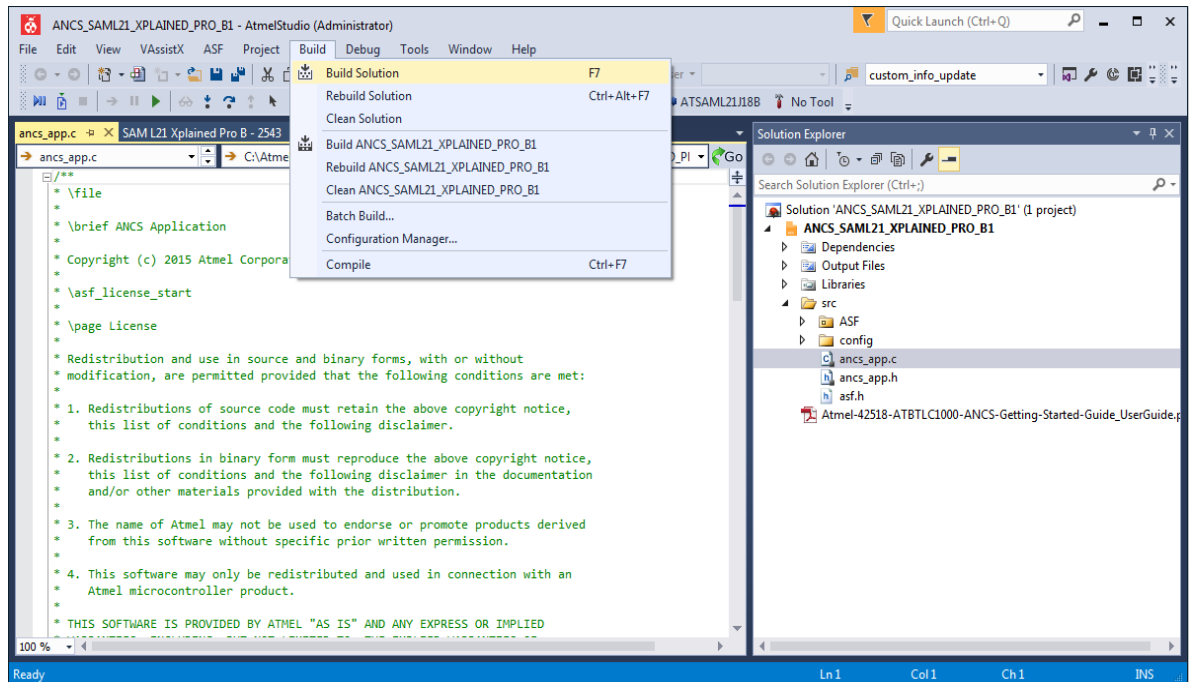 ANCS_SAML21_XPLAINED_PRO_B1 - AtmelStudio (Administrator)
Quick Launch (Ctrl+Q)
File Edit View VAssistX ASF Project Build Debug Tools Window Help
Build Solution F7
Rebuild Solution Ctrl+Alt+F7
Clean Solution
Build ANCS_SAML21_XPLAINED_PRO_B1
Rebuild ANCS_SAML21_XPLAINED_PRO_B1
Clean ANCS_SAML21_XPLAINED_PRO_B1
Batch Build...
Configuration Manager...
Compile Ctrl+F7
custom_info_update
ATSAML21J18B No Tool
ancs_app.c SAM L21 Xplained Pro B - 2543
ancs_app.c C:\Atme Go
/**
* \file
*
* \brief ANCS Application
*
* Copyright (c) 2015 Atmel Corpora
*
* \asf_license_start
*
* \page License
*
* Redistribution and use in source and binary forms, with or without
* modification, are permitted provided that the following conditions are met:
*
* 1. Redistributions of source code must retain the above copyright notice,
* this list of conditions and the following disclaimer.
*
* 2. Redistributions in binary form must reproduce the above copyright notice,
* this list of conditions and the following disclaimer in the documentation
* and/or other materials provided with the distribution.
*
* 3. The name of Atmel may not be used to endorse or promote products derived
* from this software without specific prior written permission.
*
* 4. This software may only be redistributed and used in connection with an
* Atmel microcontroller product.
*
* THIS SOFTWARE IS PROVIDED BY ATMEL "AS IS" AND ANY EXPRESS OR IMPLIED
100 %
Solution Explorer
Search Solution Explorer (Ctrl+;)
Solution 'ANCS_SAML21_XPLAINED_PRO_B1' (1 project)
ANCS_SAML21_XPLAINED_PRO_B1
Dependencies
Output Files
Libraries
src
ASF
config
ancs_app.c
ancs_app.h
asf.h
Atmel-42518-ATBTLC1000-ANCS-Getting-Started-Guide_UserGuide.p
Ready Ln 1 Col 1 Ch 1 INS